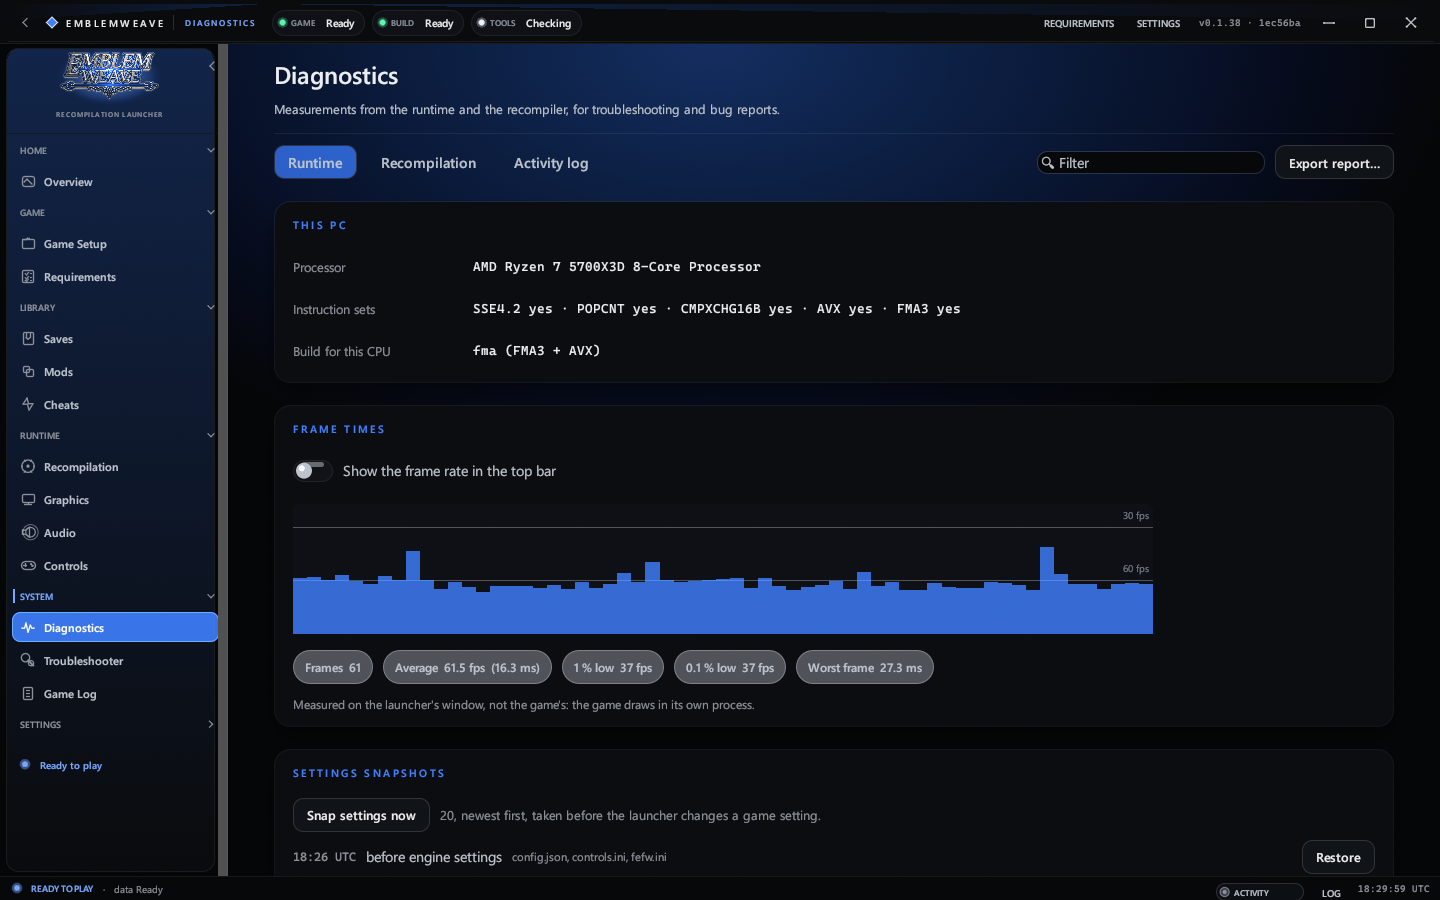 EMBLEMWEAVE DIAGNOSTICS GAME Ready BUILD Ready TOOLS Checking REQUIREMENTS SETTINGS v0.1.38 · 1ec56ba
EMBLEM
WEAVE
RECOMPILATION LAUNCHER
HOME
Overview
GAME
Game Setup
Requirements
LIBRARY
Saves
Mods
Cheats
RUNTIME
Recompilation
Graphics
Audio
Controls
SYSTEM
Diagnostics
Troubleshooter
Game Log
SETTINGS
Ready to play
Diagnostics
Measurements from the runtime and the recompiler, for troubleshooting and bug reports.
Runtime Recompilation Activity log Filter Export report...
THIS PC
Processor AMD Ryzen 7 5700X3D 8-Core Processor
Instruction sets SSE4.2 yes · POPCNT yes · CMPXCHG16B yes · AVX yes · FMA3 yes
Build for this CPU fma (FMA3 + AVX)
FRAME TIMES
Show the frame rate in the top bar
30 fps
60 fps
Frames 61 Average 61.5 fps (16.3 ms) 1 % low 37 fps 0.1 % low 37 fps Worst frame 27.3 ms
Measured on the launcher's window, not the game's: the game draws in its own process.
SETTINGS SNAPSHOTS
Snap settings now 20, newest first, taken before the launcher changes a game setting.
18:26 UTC before engine settings config.json, controls.ini, fefw.ini Restore
READY TO PLAY · data Ready ACTIVITY LOG 18:29:59 UTC